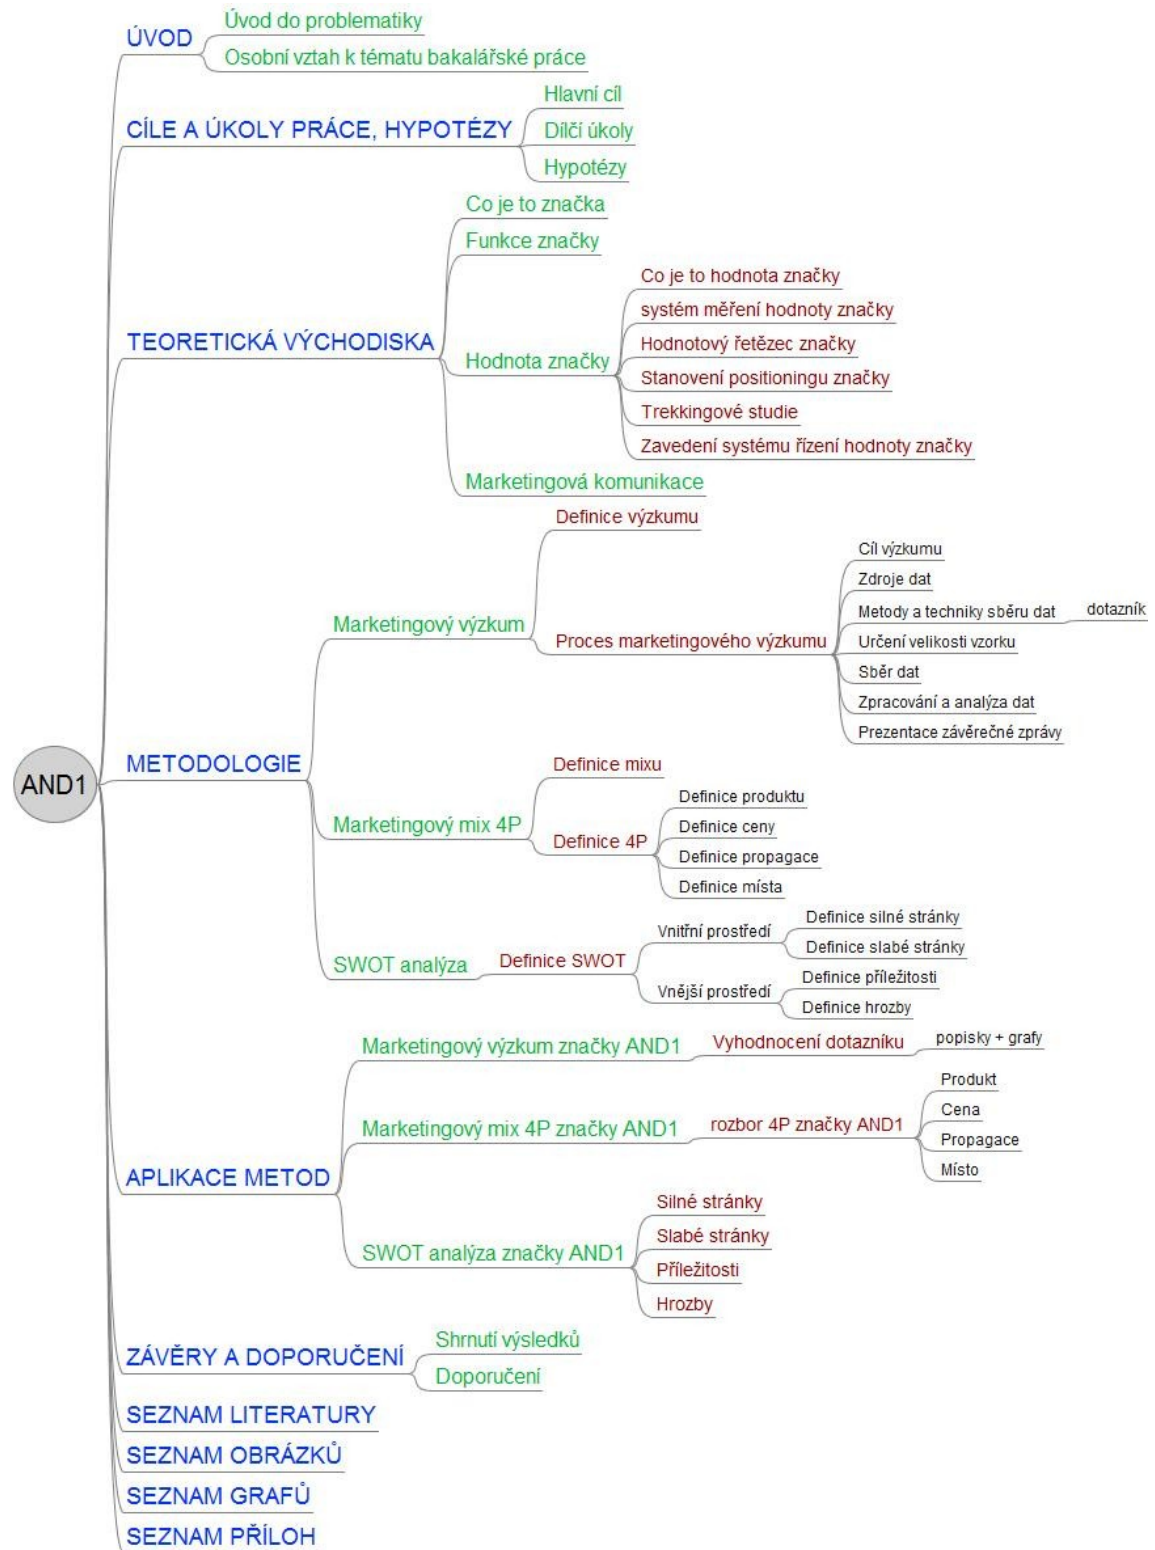 ÚVOD
Úvod do problematiky
Osobní vztah k tématu bakalářské práce
CÍLE A ÚKOLY PRÁCE, HYPOTÉZY
Hlavní cíl
Dílčí úkoly
Hypotézy
TEORETICKÁ VÝCHODISKA
Co je to značka
Funkce značky
Hodnota značky
Co je to hodnota značky
systém měření hodnoty značky
Hodnotový řetězec značky
Stanovení positioningu značky
Trekkingové studie
Zavedení systému řízení hodnoty značky
Marketingová komunikace
AND1
METODOLOGIE
Marketingový výzkum
Definice výzkumu
Proces marketingového výzkumu
Cíl výzkumu
Zdroje dat
Metody a techniky sběru dat
dotazník
Určení velikosti vzorku
Sběr dat
Zpracování a analýza dat
Prezentace závěrečné zprávy
Marketingový mix 4P
Definice mixu
Definice 4P
Definice produktu
Definice ceny
Definice propagace
Definice místa
SWOT analýza
Definice SWOT
Vnitřní prostředí
Definice silné stránky
Definice slabé stránky
Vnější prostředí
Definice příležitosti
Definice hrozby
APLIKACE METOD
Marketingový výzkum značky AND1
Vyhodnocení dotazníku
popisky + grafy
Marketingový mix 4P značky AND1
rozbor 4P značky AND1
Produkt
Cena
Propagace
Místo
SWOT analýza značky AND1
Silné stránky
Slabé stránky
Příležitosti
Hrozby
ZÁVĚRY A DOPORUČENÍ
Shrnutí výsledků
Doporučení
SEZNAM LITERATURY
SEZNAM OBRÁZKŮ
SEZNAM GRAFŮ
SEZNAM PŘÍLOH